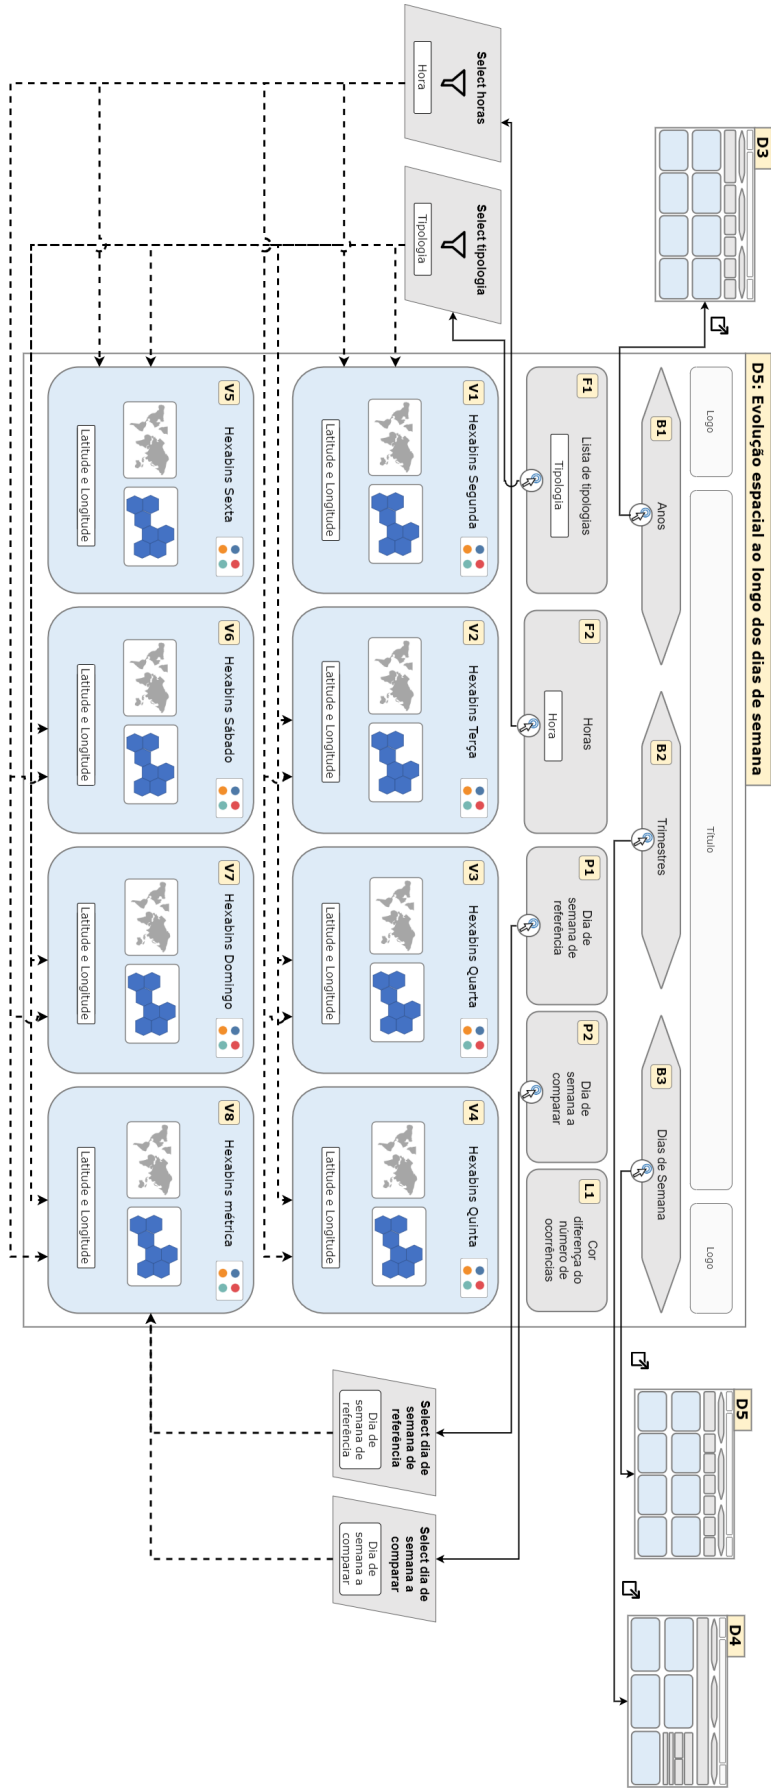 D3
D5: Evolução espacial ao longo dos dias de semana
Logo
Título
Logo
B1
Anos
B2
Trimestres
B3
Dias de Semana
F1
Lista de tipologias
Tipologia
F2
Horas
Hora
P1
Dia de
semana de
referência
P2
Dia de
semana a
comparar
L1
Cor
diferença do
número de
ocorrências
Select horas
Hora
Select tipologia
Tipologia
V1
Hexabins Segunda
Latitude e Longitude
V2
Hexabins Terça
Latitude e Longitude
V3
Hexabins Quarta
Latitude e Longitude
V4
Hexabins Quinta
Latitude e Longitude
V5
Hexabins Sexta
Latitude e Longitude
V6
Hexabins Sábado
Latitude e Longitude
V7
Hexabins Domingo
Latitude e Longitude
V8
Hexabins métrica
Latitude e Longitude
Select dia de
semana de
referência
Dia de
semana de
referência
Select dia de
semana a
comparar
Dia de
semana a
comparar
D5
D4